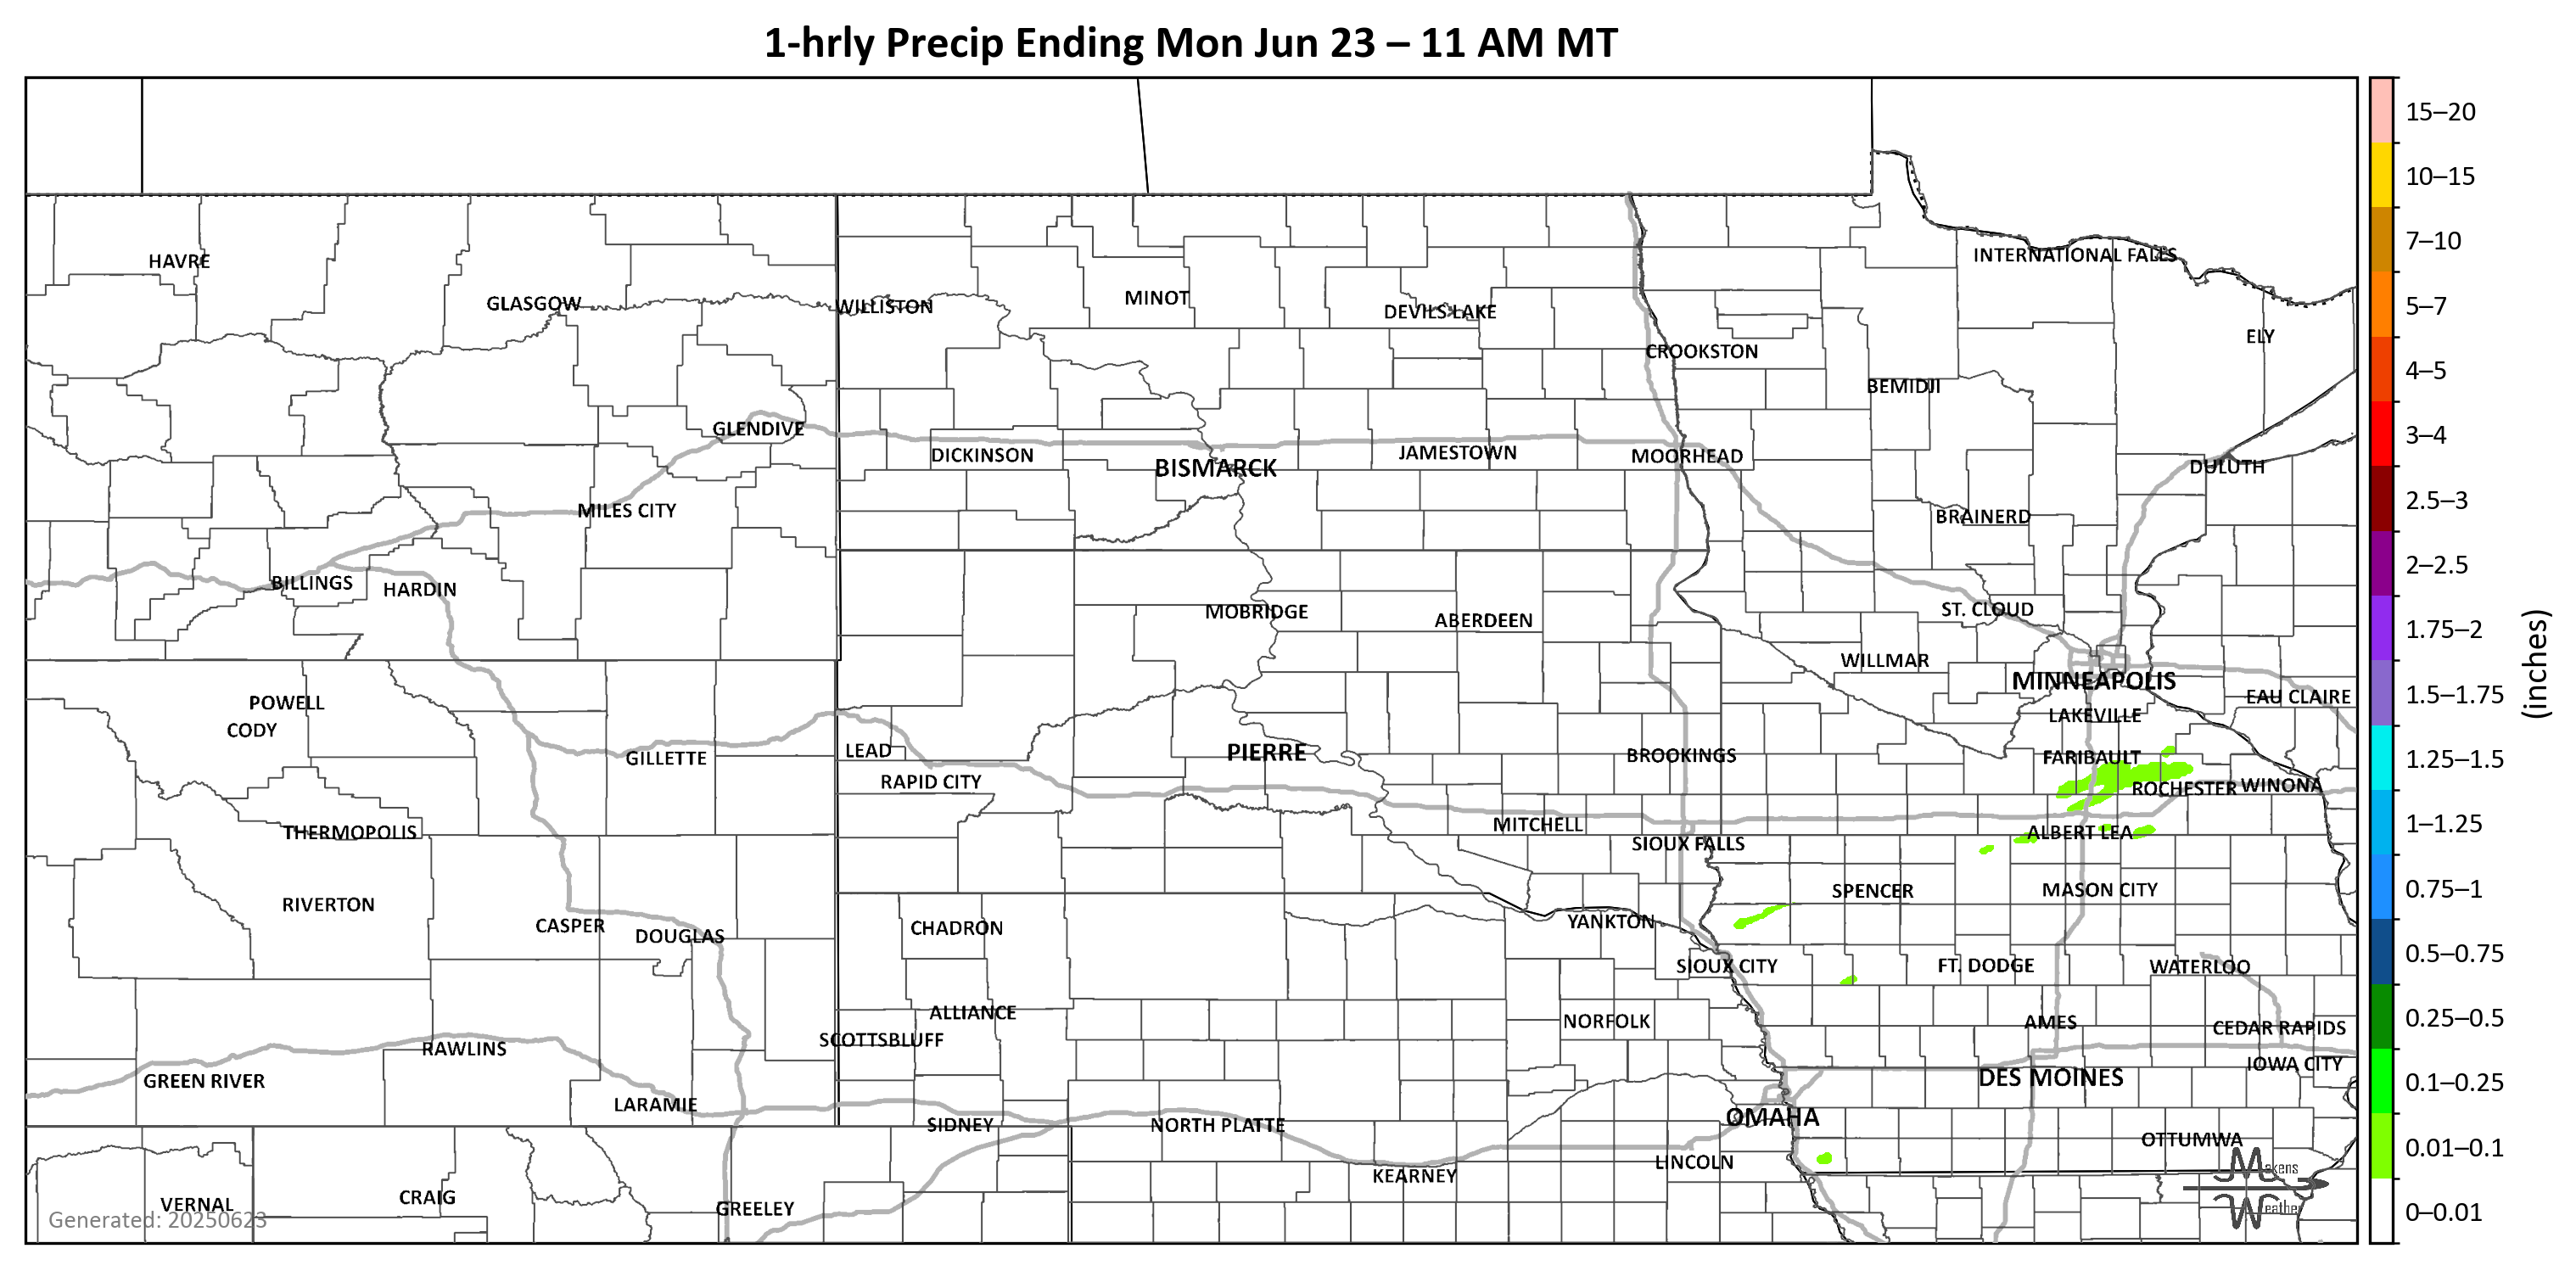 1-hrly Precip Ending Mon Jun 23 – 11 AM MT
15–20
10–15
7–10
5–7
4–5
3–4
2.5–3
2–2.5
1.75–2
1.5–1.75
1.25–1.5
1–1.25
0.75–1
0.5–0.75
0.25–0.5
0.1–0.25
0.01–0.1
0–0.01
(inches)
HAVRE
INTERNATIONAL FALLS
GLASGOW
WILLISTON
MINOT
DEVILS LAKE
ELY
CROOKSTON
BEMIDJI
GLENDIVE
DICKINSON
BISMARCK
JAMESTOWN
MOORHEAD
DULUTH
MILES CITY
BRAINERD
BILLINGS
HARDIN
MOBRIDGE
ABERDEEN
ST. CLOUD
WILLMAR
MINNEAPOLIS
POWELL
EAU CLAIRE
CODY
LAKEVILLE
GILLETTE
LEAD
PIERRE
BROOKINGS
FARIBAULT
RAPID CITY
ROCHESTER
WINONA
THERMOPOLIS
MITCHELL
ALBERT LEA
SIOUX FALLS
RIVERTON
SPENCER
MASON CITY
CASPER
DOUGLAS
CHADRON
YANKTON
SIOUX CITY
FT. DODGE
WATERLOO
ALLIANCE
NORFOLK
AMES
CEDAR RAPIDS
SCOTTSBLUFF
RAWLINS
IOWA CITY
GREEN RIVER
DES MOINES
LARAMIE
SIDNEY
NORTH PLATTE
OMAHA
OTTUMWA
LINCOLN
KEARNEY
VERNAL
CRAIG
GREELEY
Generated: 20250623
Makens
Weather